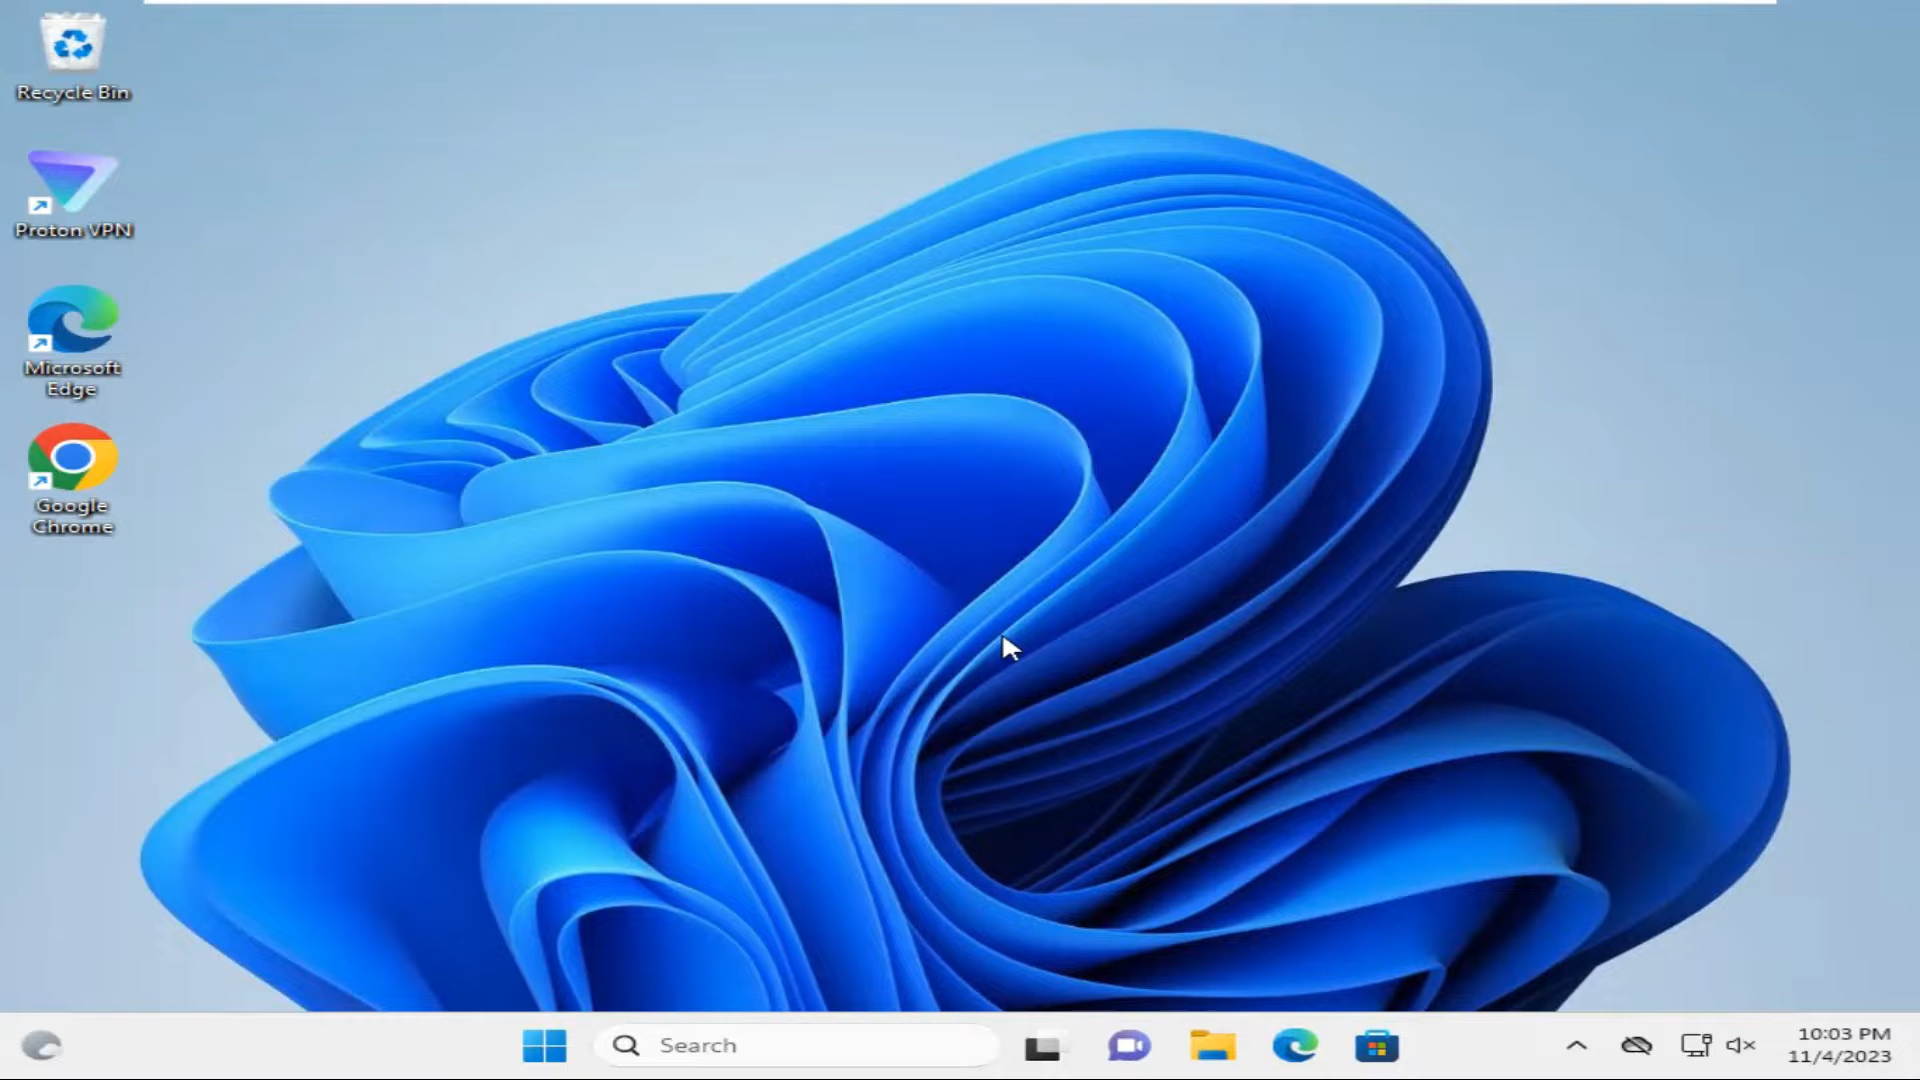 Recycle Bin
Proton VPN
Microsoft
Edge
Google
Chrome
Search
10:03 PM
11/4/2023